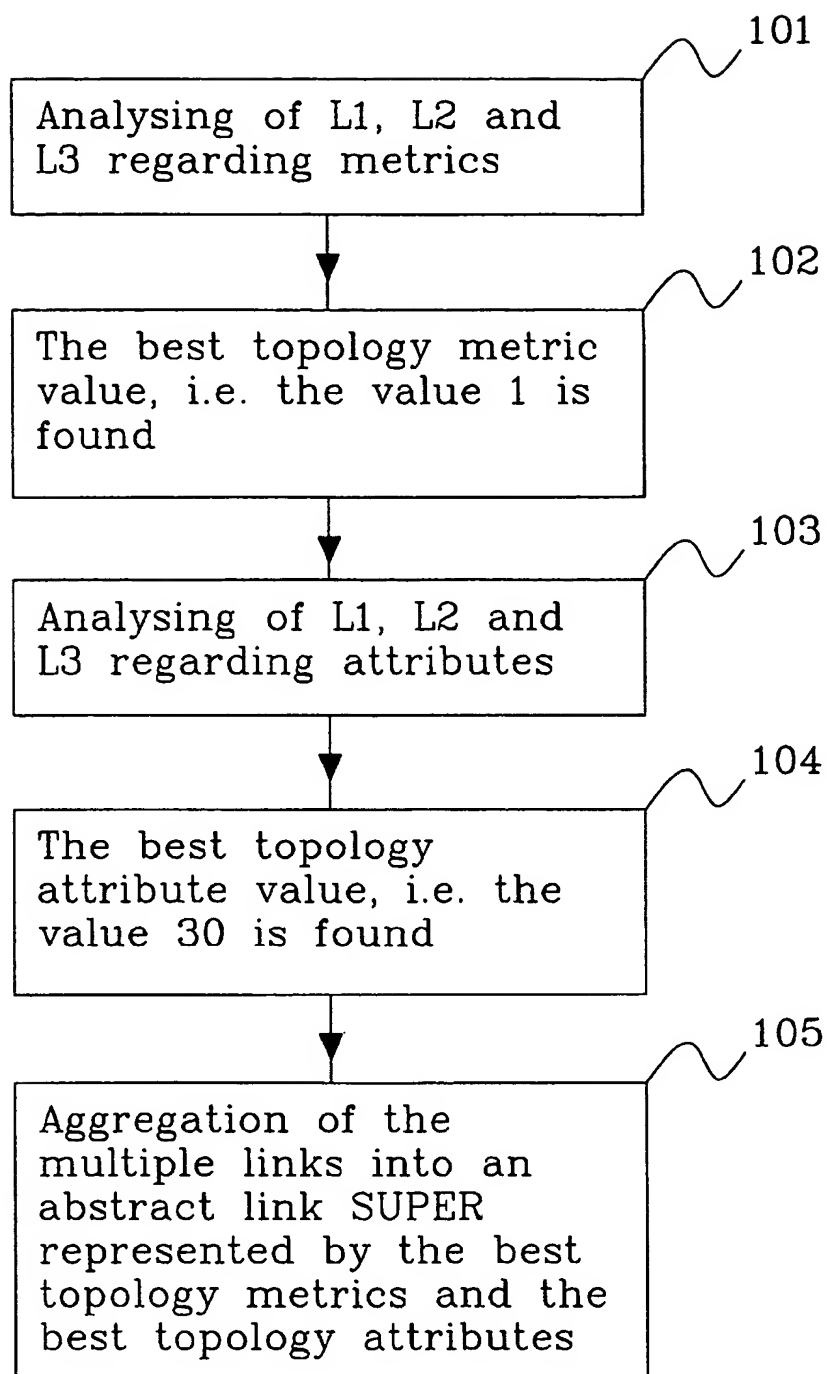 101
Analysing of L1, L2 and
L3 regarding metrics
102
The best topology metric
value, i.e. the value 1 is
found
103
Analysing of L1, L2 and
L3 regarding attributes
104
The best topology
attribute value, i.e. the
value 30 is found
105
Aggregation of the
multiple links into an
abstract link SUPER
represented by the best
topology metrics and the
best topology attributes